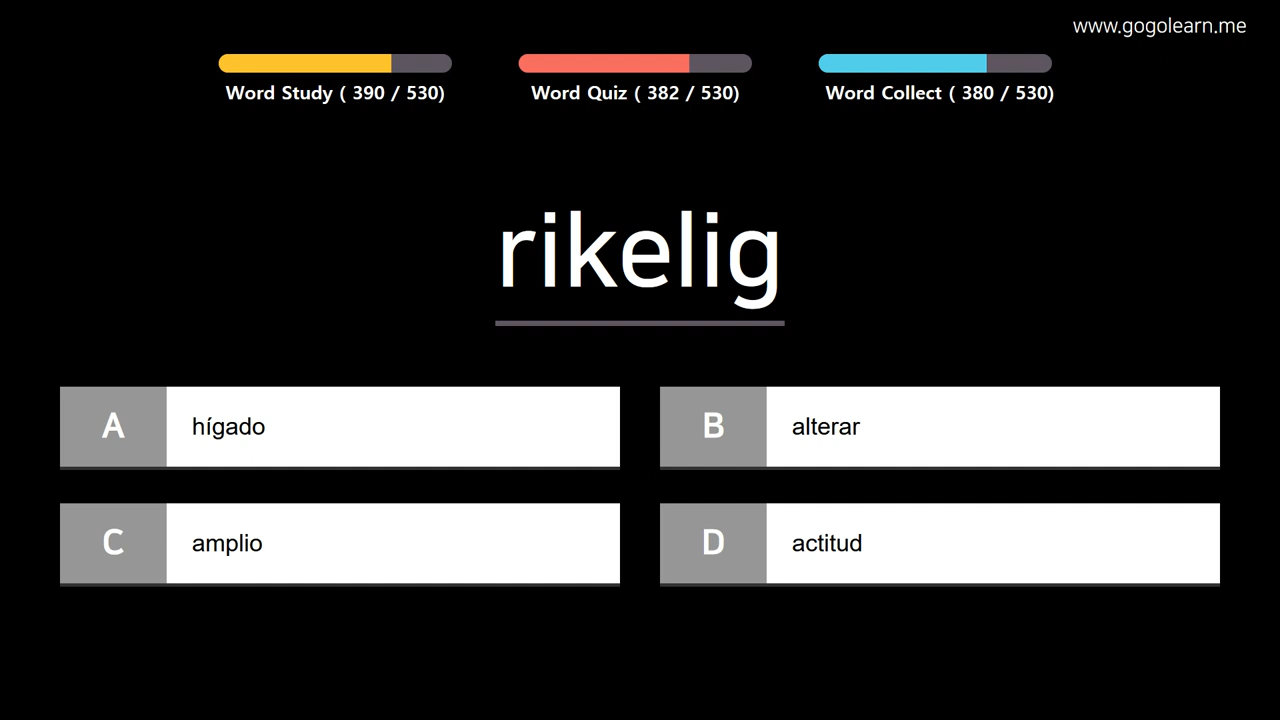 www.gogolearn.me
Word Study ( 390 / 530)
Word Quiz ( 382 / 530)
Word Collect ( 380 / 530)
rikelig
A hígado
B alterar
C amplio
D actitud